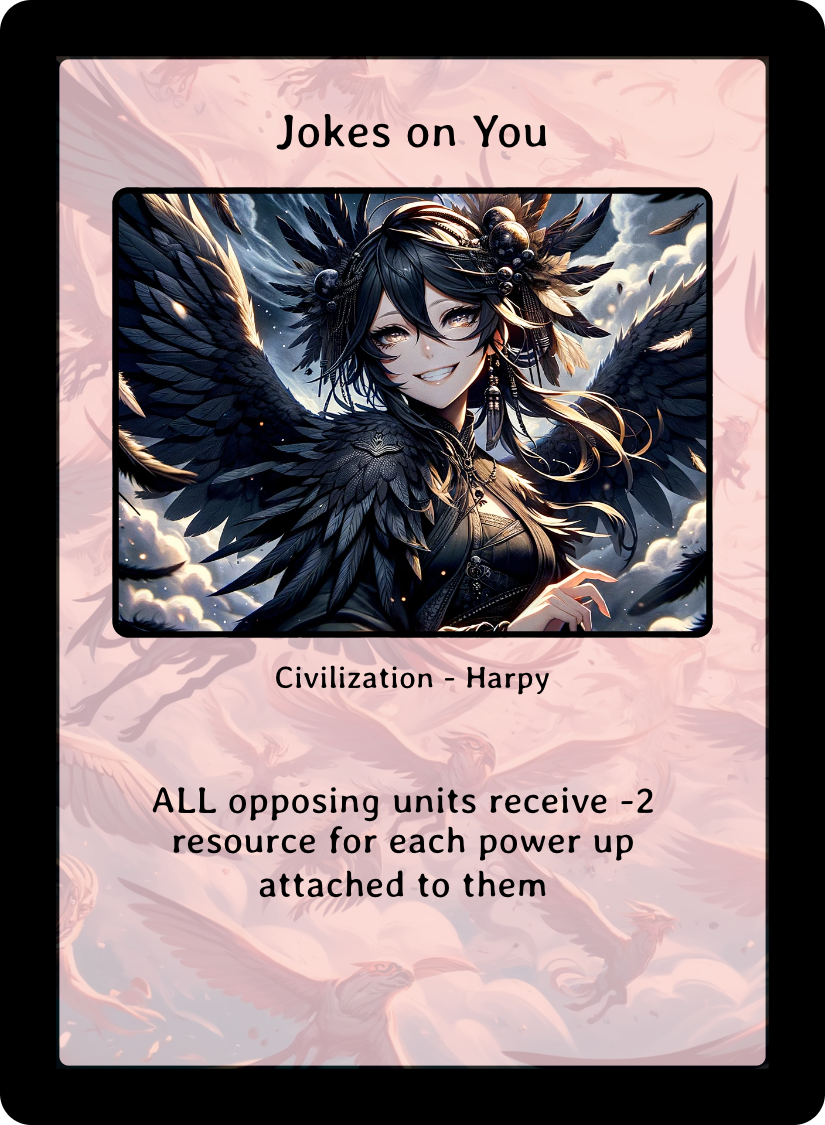 Jokes on You
Civilization - Harpy
ALL opposing units receive -2
resource for each power up
attached to them